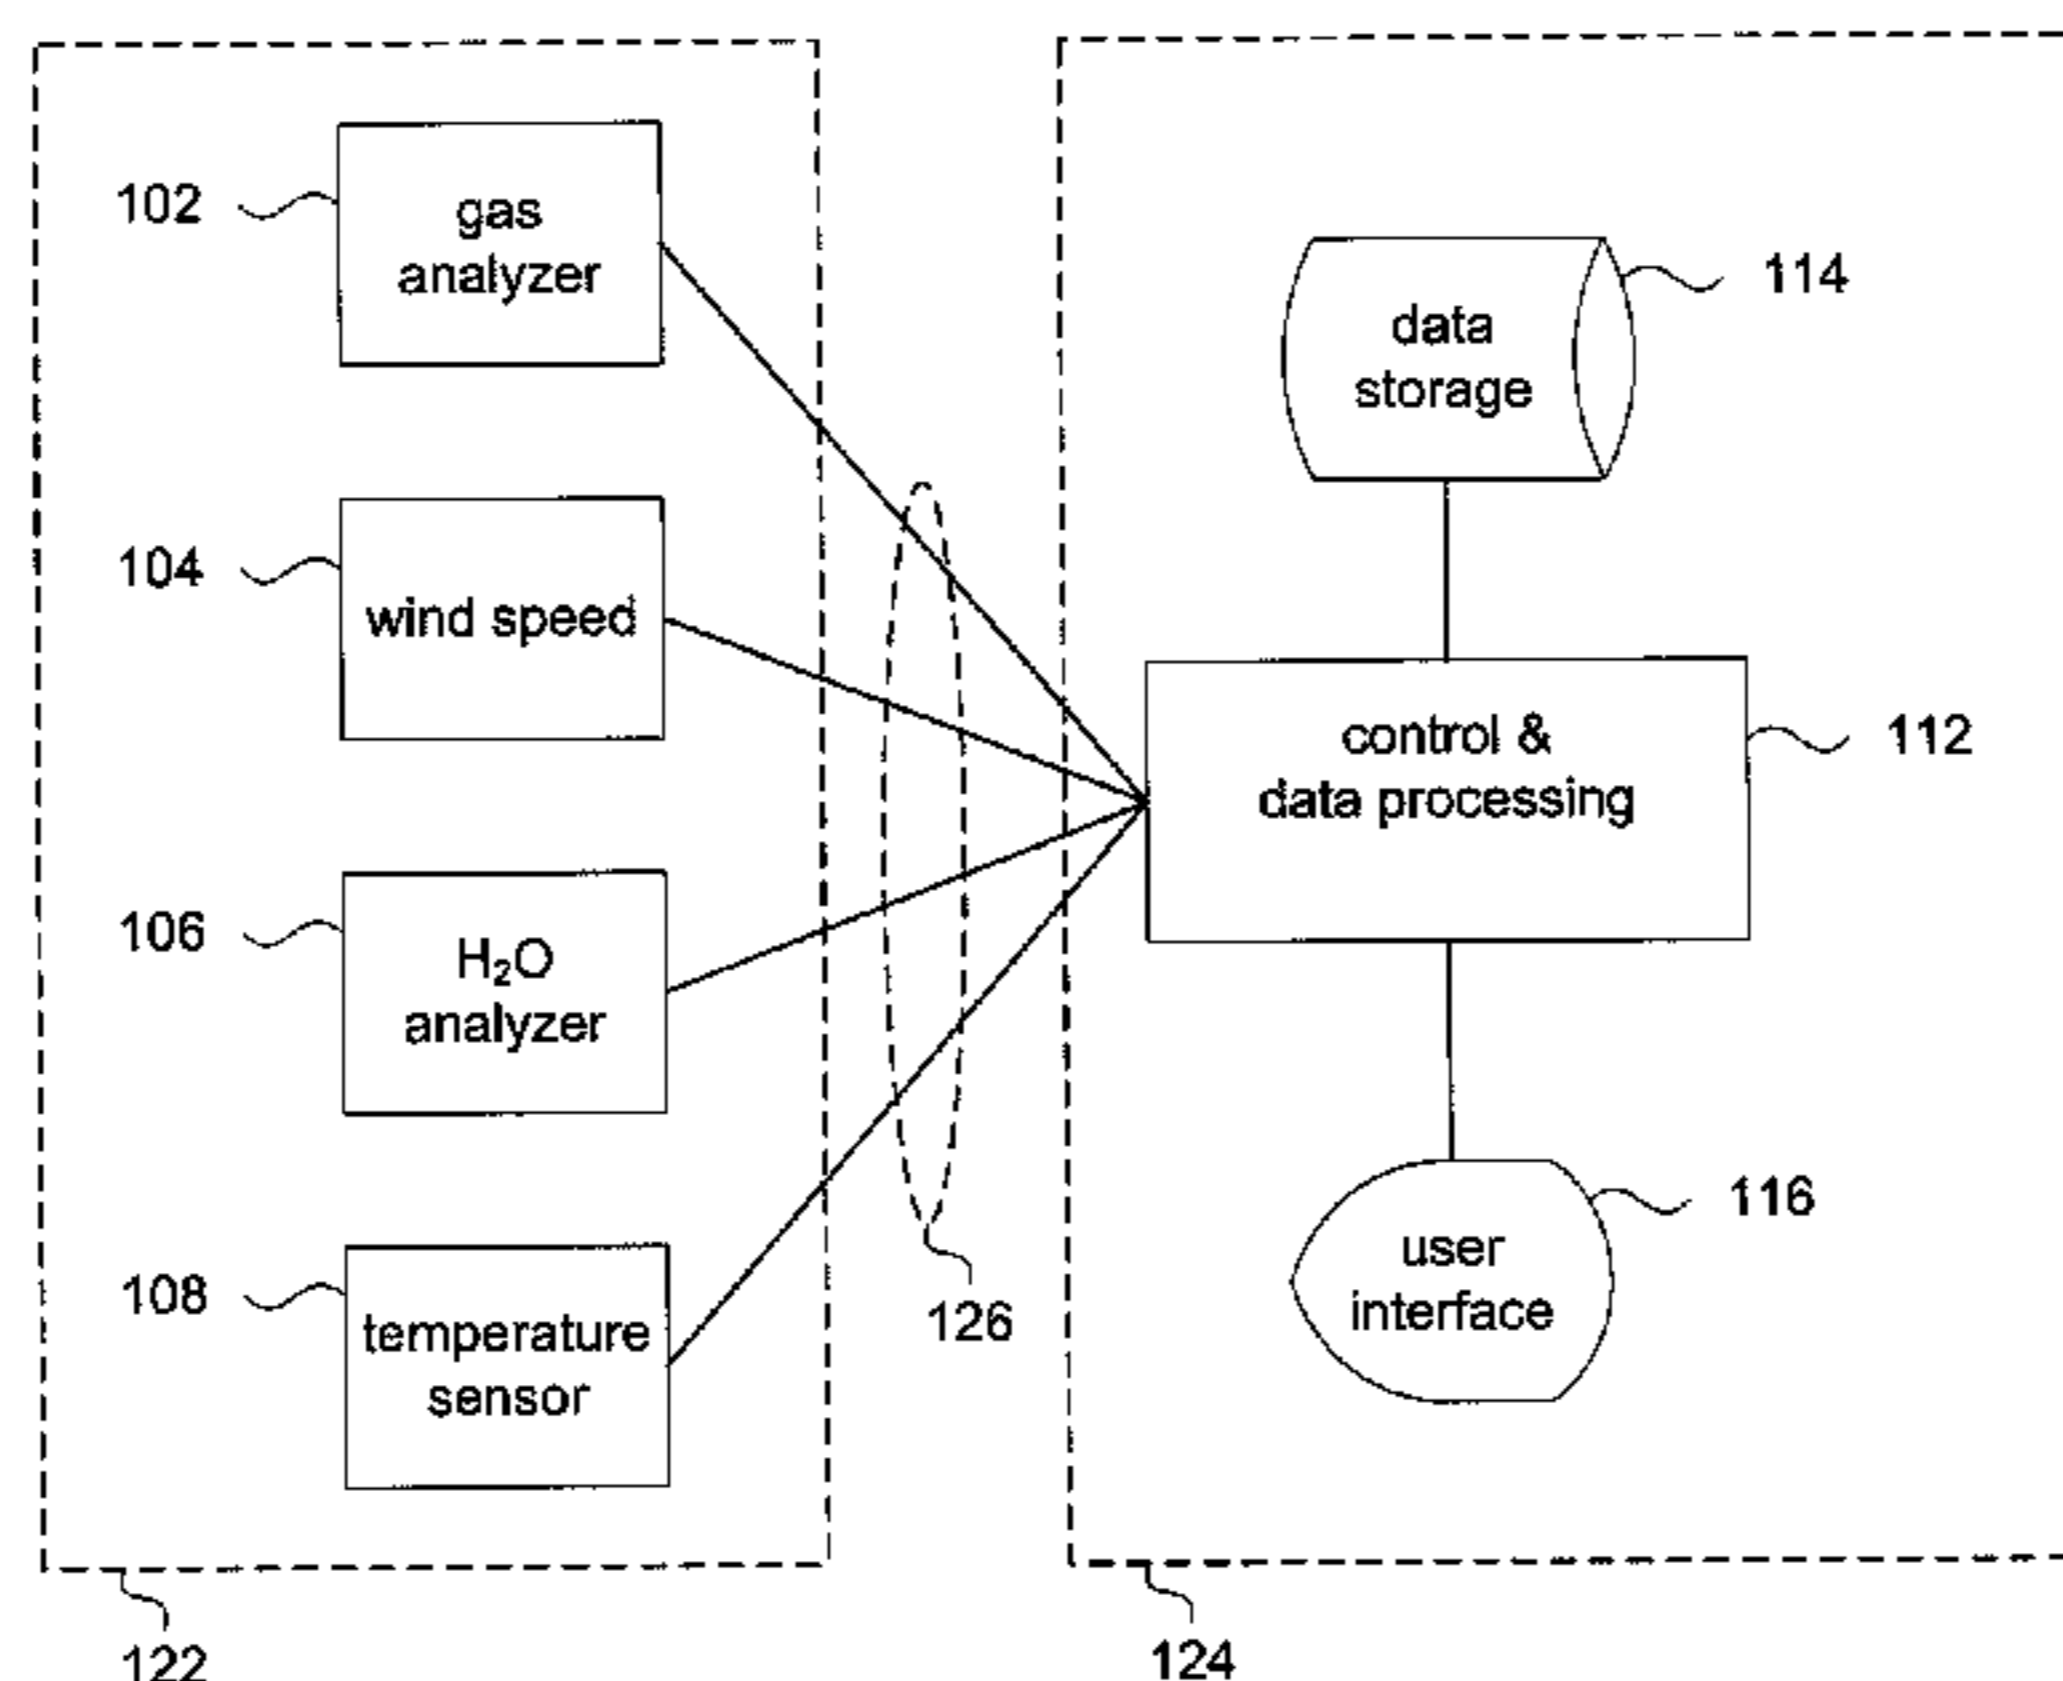 102
gas
analyzer
114
data
storage
104
wind speed
112
control &
data processing
106
H₂O
analyzer
116
user
interface
108
temperature
sensor
126
122
124